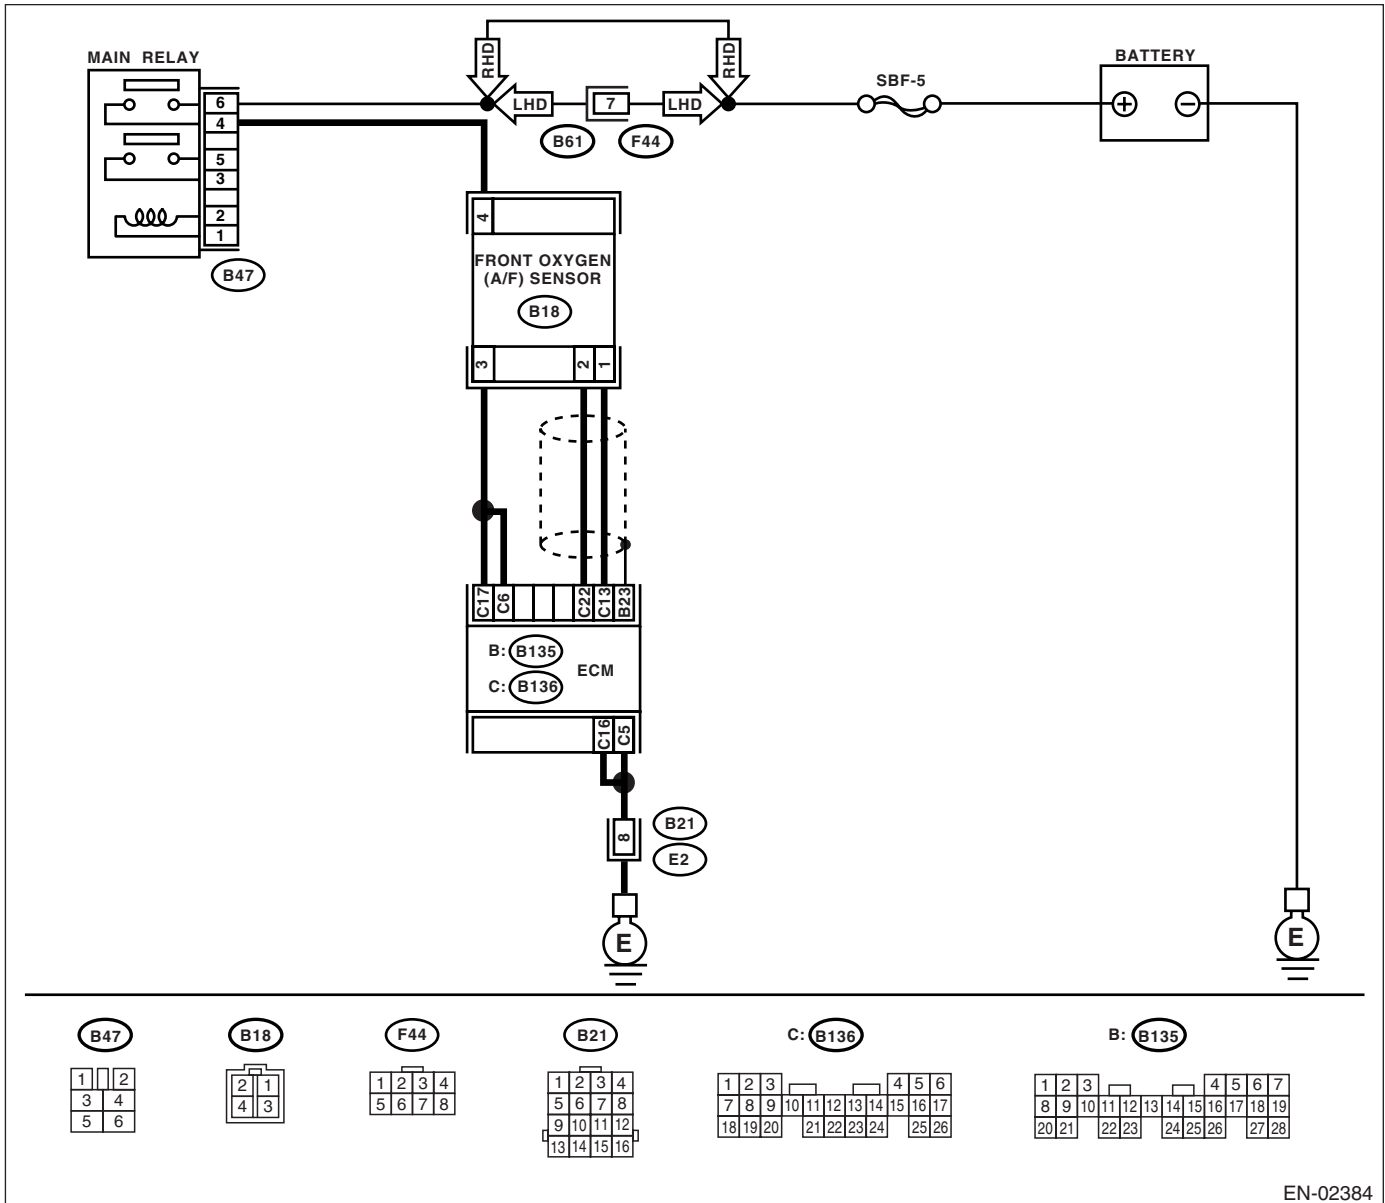 MAIN RELAY
BATTERY
RHD
RHD
SBF-5
LHD
7
LHD
+
−
6
4
5
3
2
1
B61
F44
B47
4
FRONT OXYGEN
(A/F) SENSOR
B18
3
2
1
C17
C6
C22
C13
B23
B: B135
ECM
C: B136
C16
C5
8
B21
E2
E
E
B47
B18
F44
B21
C: B136
B: B135
1 2
3 4
5 6
2 1
4 3
1 2 3 4
5 6 7 8
1 2 3 4
5 6 7 8
9 10 11 12
13 14 15 16
1 2 3 4 5 6
7 8 9 10 11 12 13 14 15 16 17
18 19 20 21 22 23 24 25 26
1 2 3 4 5 6 7
8 9 10 11 12 13 14 15 16 17 18 19
20 21 22 23 24 25 26 27 28
EN-02384